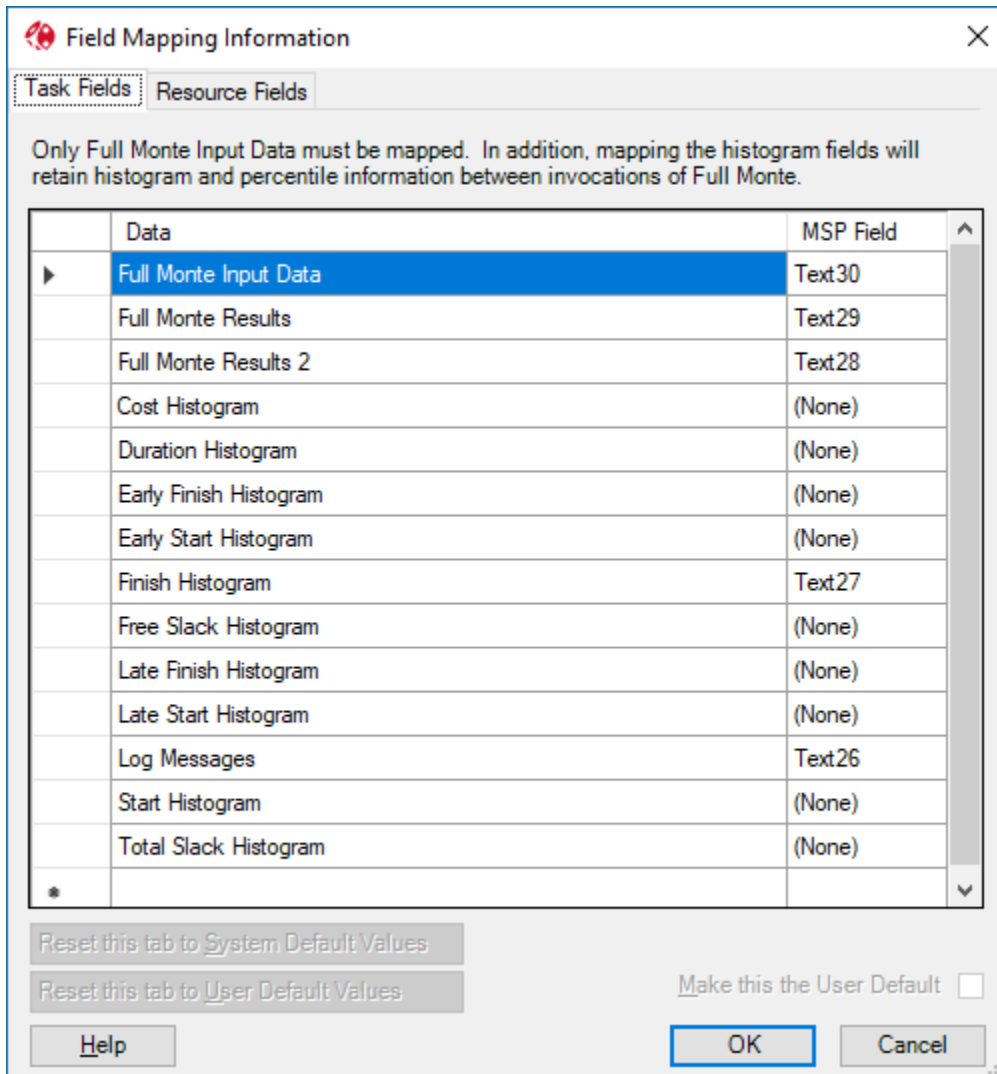 Field Mapping Information
Task Fields Resource Fields
Only Full Monte Input Data must be mapped.  In addition, mapping the histogram fields will
retain histogram and percentile information between invocations of Full Monte.
Data MSP Field
Full Monte Input Data Text30
Full Monte Results Text29
Full Monte Results 2 Text28
Cost Histogram (None)
Duration Histogram (None)
Early Finish Histogram (None)
Early Start Histogram (None)
Finish Histogram Text27
Free Slack Histogram (None)
Late Finish Histogram (None)
Late Start Histogram (None)
Log Messages Text26
Start Histogram (None)
Total Slack Histogram (None)
Reset this tab to System Default Values
Reset this tab to User Default Values Make this the User Default
Help OK Cancel